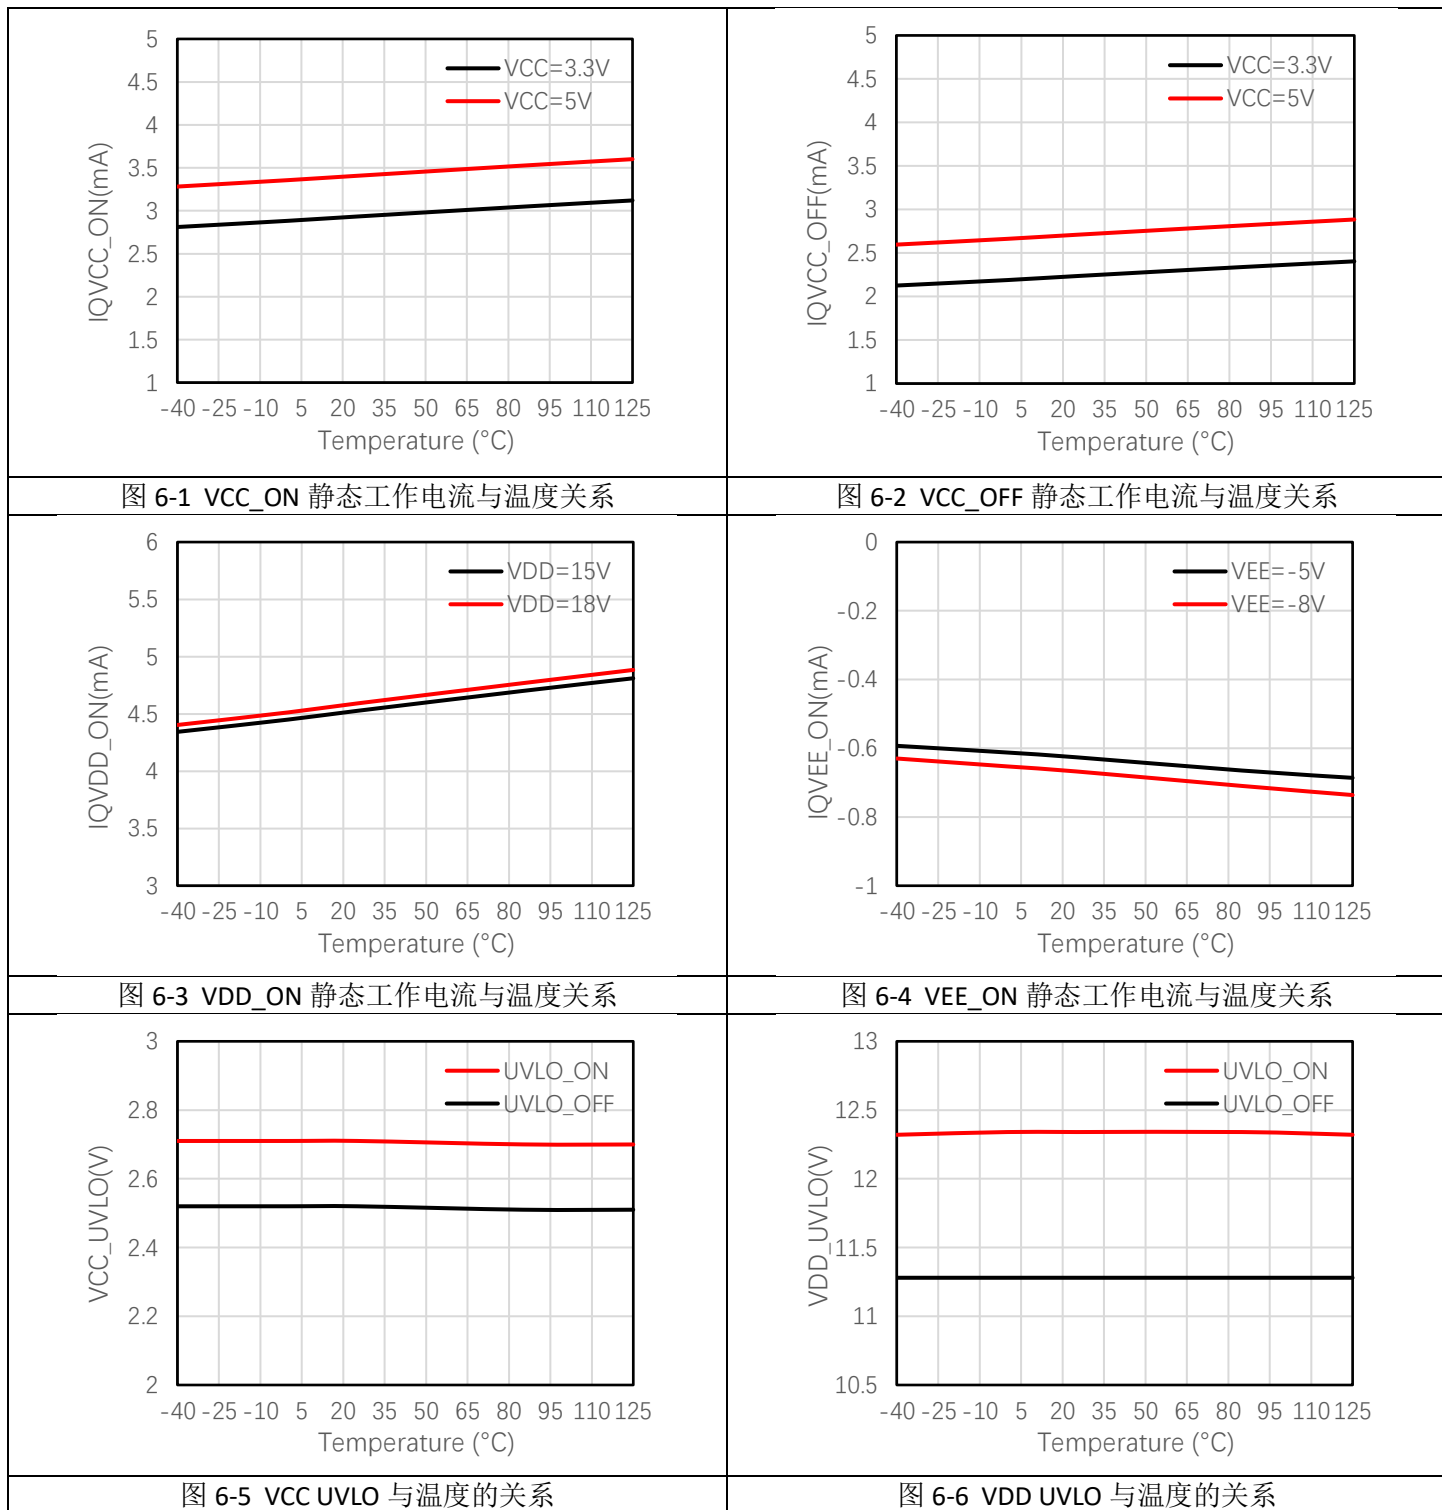 5
4.5
4
3.5
3
2.5
2
1.5
1
IQVCC_ON(mA)
VCC=3.3V
VCC=5V
-40 -25 -10 5 20 35 50 65 80 95 110 125
Temperature (°C)
5
4.5
4
3.5
3
2.5
2
1.5
1
IQVCC_OFF(mA)
VCC=3.3V
VCC=5V
-40 -25 -10 5 20 35 50 65 80 95 110 125
Temperature (°C)
图 6-1 VCC_ON 静态工作电流与温度关系
图 6-2 VCC_OFF 静态工作电流与温度关系
6
5.5
5
4.5
4
3.5
3
IQVDD_ON(mA)
VDD=15V
VDD=18V
-40 -25 -10 5 20 35 50 65 80 95 110 125
Temperature (°C)
0
-0.2
-0.4
-0.6
-0.8
-1
IQVEE_ON(mA)
VEE=-5V
VEE=-8V
-40 -25 -10 5 20 35 50 65 80 95 110 125
Temperature (°C)
图 6-3 VDD_ON 静态工作电流与温度关系
图 6-4 VEE_ON 静态工作电流与温度关系
3
2.8
2.6
2.4
2.2
2
VCC_UVLO(V)
UVLO_ON
UVLO_OFF
-40 -25 -10 5 20 35 50 65 80 95 110 125
Temperature (°C)
13
12.5
12
11.5
11
10.5
VDD_UVLO(V)
UVLO_ON
UVLO_OFF
-40 -25 -10 5 20 35 50 65 80 95 110 125
Temperature (°C)
图 6-5 VCC UVLO 与温度的关系
图 6-6 VDD UVLO 与温度的关系